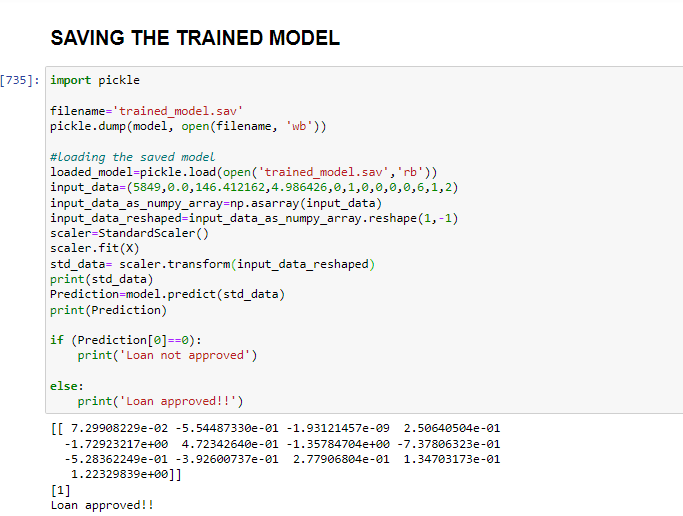 SAVING THE TRAINED MODEL
[735]: import pickle
filename='trained_model.sav'
pickle.dump(model, open(filename, 'wb'))
#loading the saved model
loaded_model=pickle.load(open('trained_model.sav','rb'))
input_data=(5849,0.0,146.412162,4.986426,0,1,0,0,0,0,6,1,2)
input_data_as_numpy_array=np.asarray(input_data)
input_data_reshaped=input_data_as_numpy_array.reshape(1,-1)
scaler=StandardScaler()
scaler.fit(X)
std_data= scaler.transform(input_data_reshaped)
print(std_data)
Prediction=model.predict(std_data)
print(Prediction)
if (Prediction[0]==0):
    print('Loan not approved')
else:
    print('Loan approved!!')
[[ 7.29908229e-02 -5.54487330e-01 -1.93121457e-09  2.50640504e-01
  -1.72923217e+00  4.72342640e-01 -1.35784704e+00 -7.37806323e-01
  -5.28362249e-01 -3.92600737e-01  2.77906804e-01  1.34703173e-01
   1.22329839e+00]]
[1]
Loan approved!!